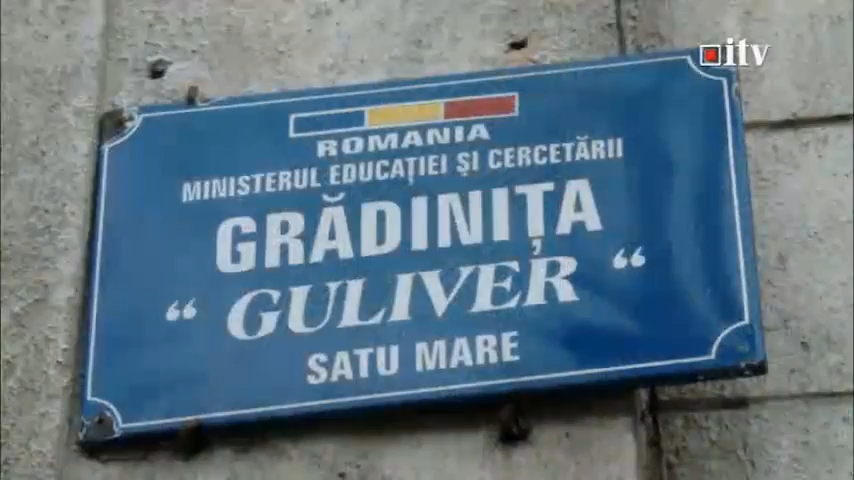 itv
ROMANIA
MINISTERUL EDUCAȚIEI ȘI CERCETĂRII
GRĂDINIȚA
“ GULIVER “
SATU MARE